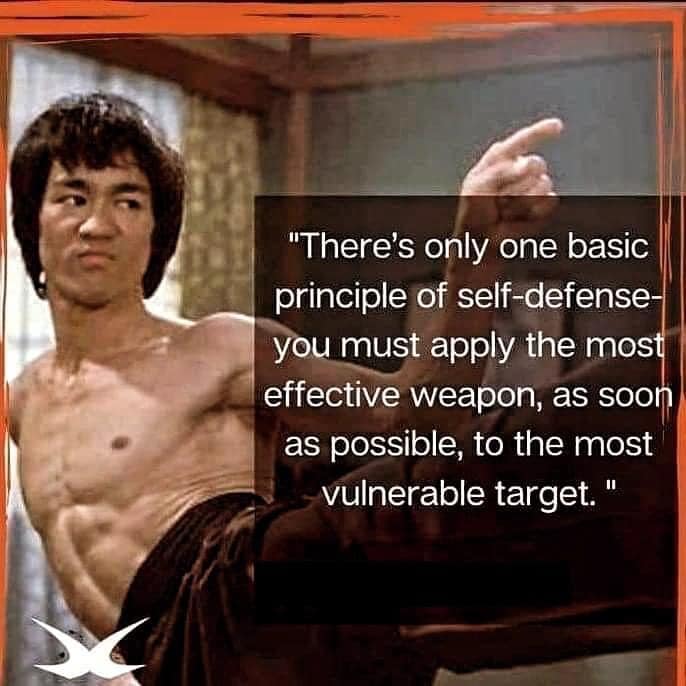 "There’s only one basic
principle of self-defense-
you must apply the most
effective weapon, as soon
as possible, to the most
vulnerable target. "